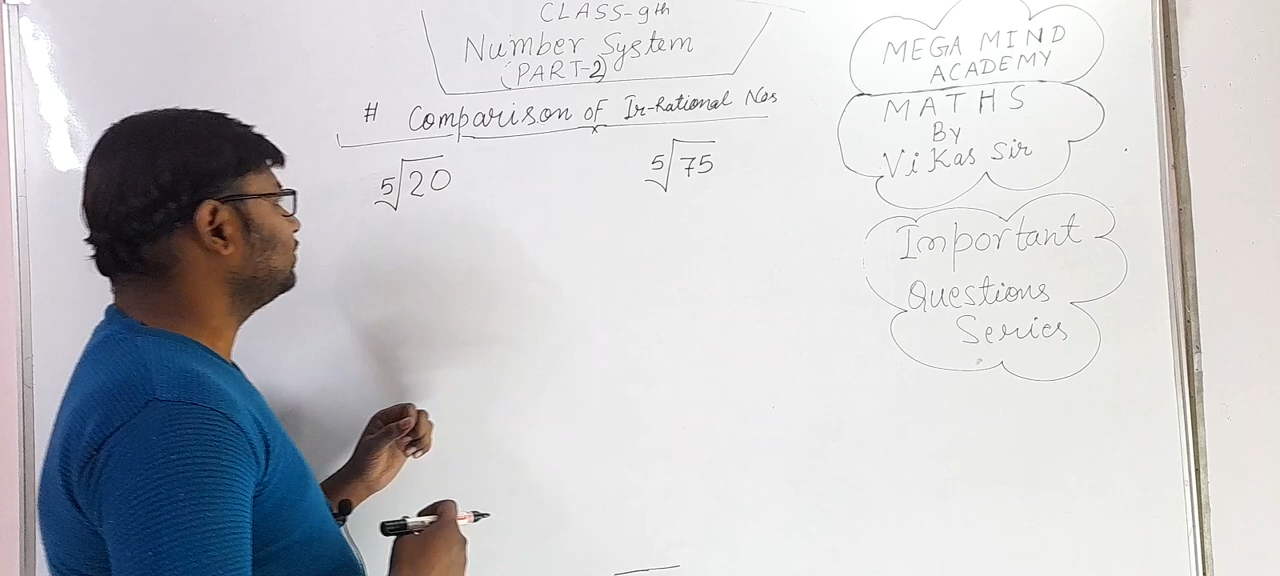 CLASS-9th
Number System
(PART-2)
# Comparison of Ir-Rational Nos
⁵√20
⁵√75
MEGA MIND
ACADEMY
MATHS
By
Vikas Sir
Important
Questions
Series